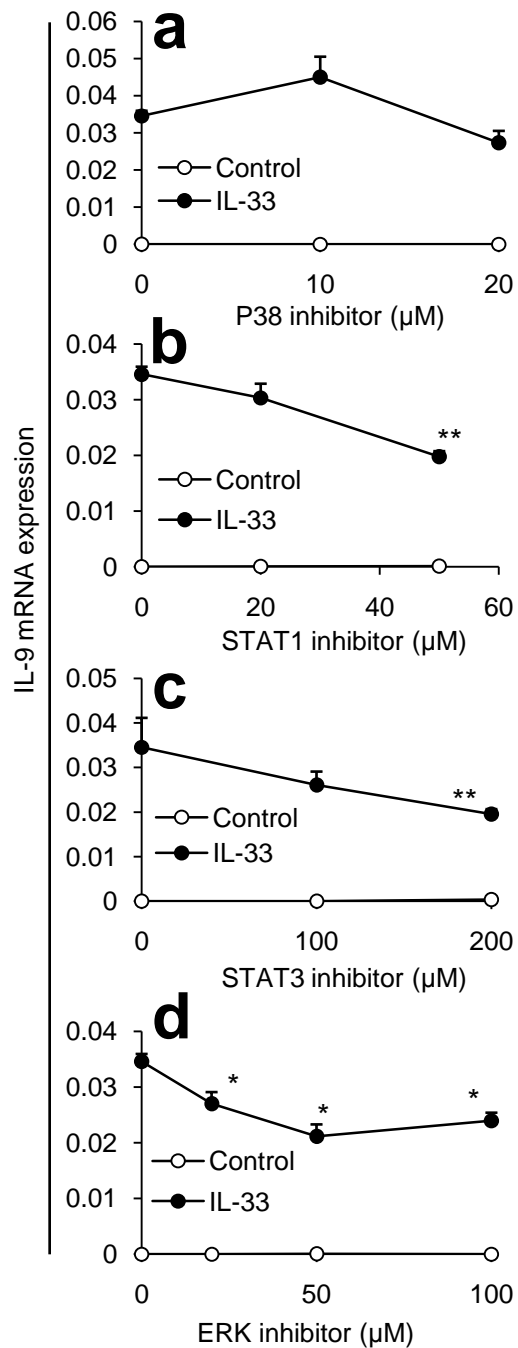 IL-9 mRNA expression
a
0.06
0.05
0.04
0.03
0.02
0.01
0
Control
IL-33
0 10 20
P38 inhibitor (µM)
b
0.04
0.03
0.02
0.01
0
**
Control
IL-33
0 20 40 60
STAT1 inhibitor (µM)
c
0.05
0.04
0.03
0.02
0.01
0
**
Control
IL-33
0 100 200
STAT3 inhibitor (µM)
d
0.04
0.03
0.02
0.01
0
* * *
Control
IL-33
0 50 100
ERK inhibitor (µM)